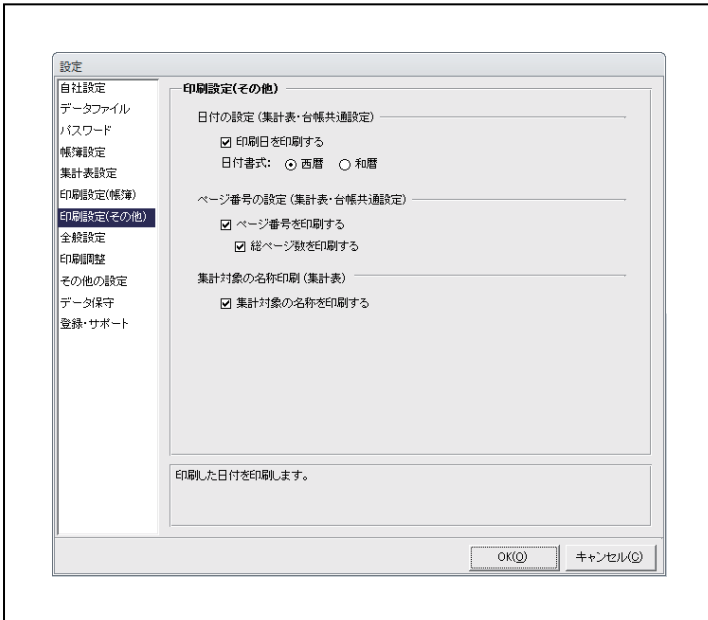 設定
自社設定
データファイル
パスワード
帳簿設定
集計表設定
印刷設定(帳簿)
印刷設定(その他)
全般設定
印刷調整
その他の設定
データ保守
登録・サポート
印刷設定(その他)
日付の設定(集計表・台帳共通設定)
印刷日を印刷する
日付書式: 西暦 和暦
ページ番号の設定(集計表・台帳共通設定)
ページ番号を印刷する
総ページ数を印刷する
集計対象の名称印刷(集計表)
集計対象の名称を印刷する
印刷した日付を印刷します。
OK(O) キャンセル(C)